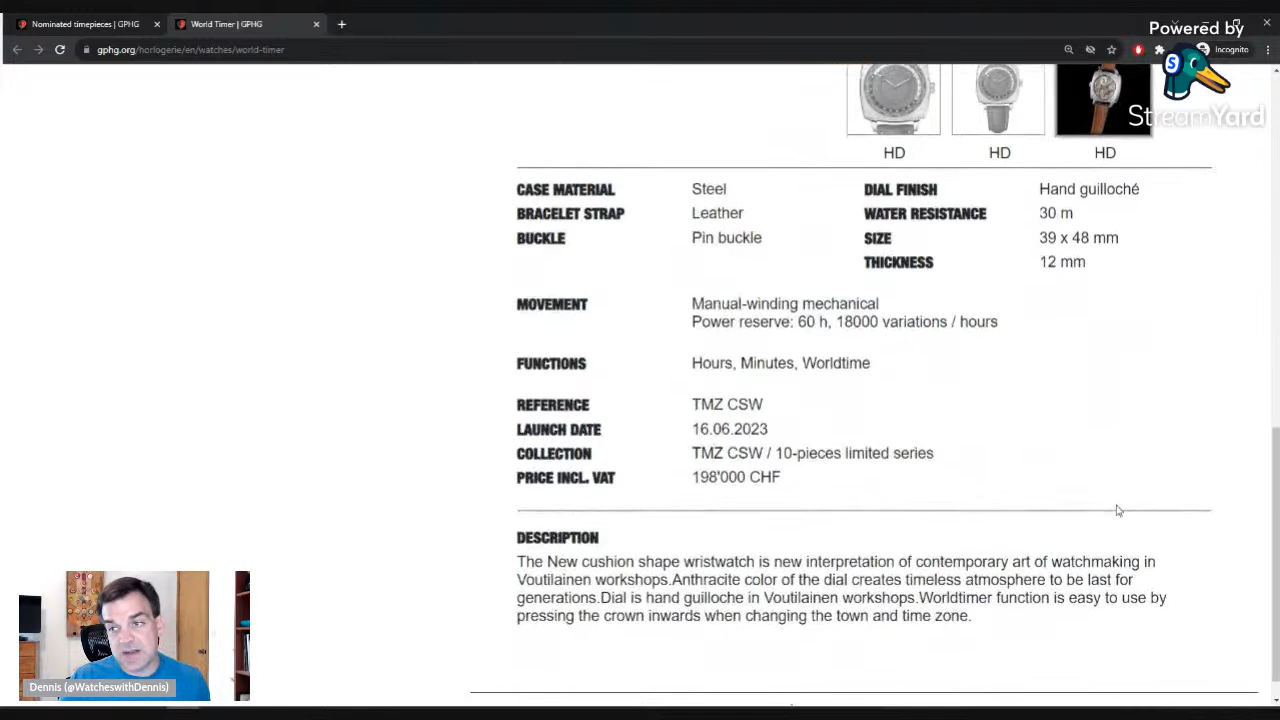 Nominated timepieces | GPHG
World Timer | GPHG
gphg.org/horlogerie/en/watches/world-timer
Incognito
Powered by
StreamYard
HD HD HD
CASE MATERIAL Steel DIAL FINISH Hand guilloché
BRACELET STRAP Leather WATER RESISTANCE 30 m
BUCKLE Pin buckle SIZE 39 x 48 mm
THICKNESS 12 mm
MOVEMENT Manual-winding mechanical
Power reserve: 60 h, 18000 variations / hours
FUNCTIONS Hours, Minutes, Worldtime
REFERENCE TMZ CSW
LAUNCH DATE 16.06.2023
COLLECTION TMZ CSW / 10-pieces limited series
PRICE INCL. VAT 198'000 CHF
DESCRIPTION
The New cushion shape wristwatch is new interpretation of contemporary art of watchmaking in
Voutilainen workshops.Anthracite color of the dial creates timeless atmosphere to be last for
generations.Dial is hand guilloche in Voutilainen workshops.Worldtimer function is easy to use by
pressing the crown inwards when changing the town and time zone.
Dennis (@WatcheswithDennis)